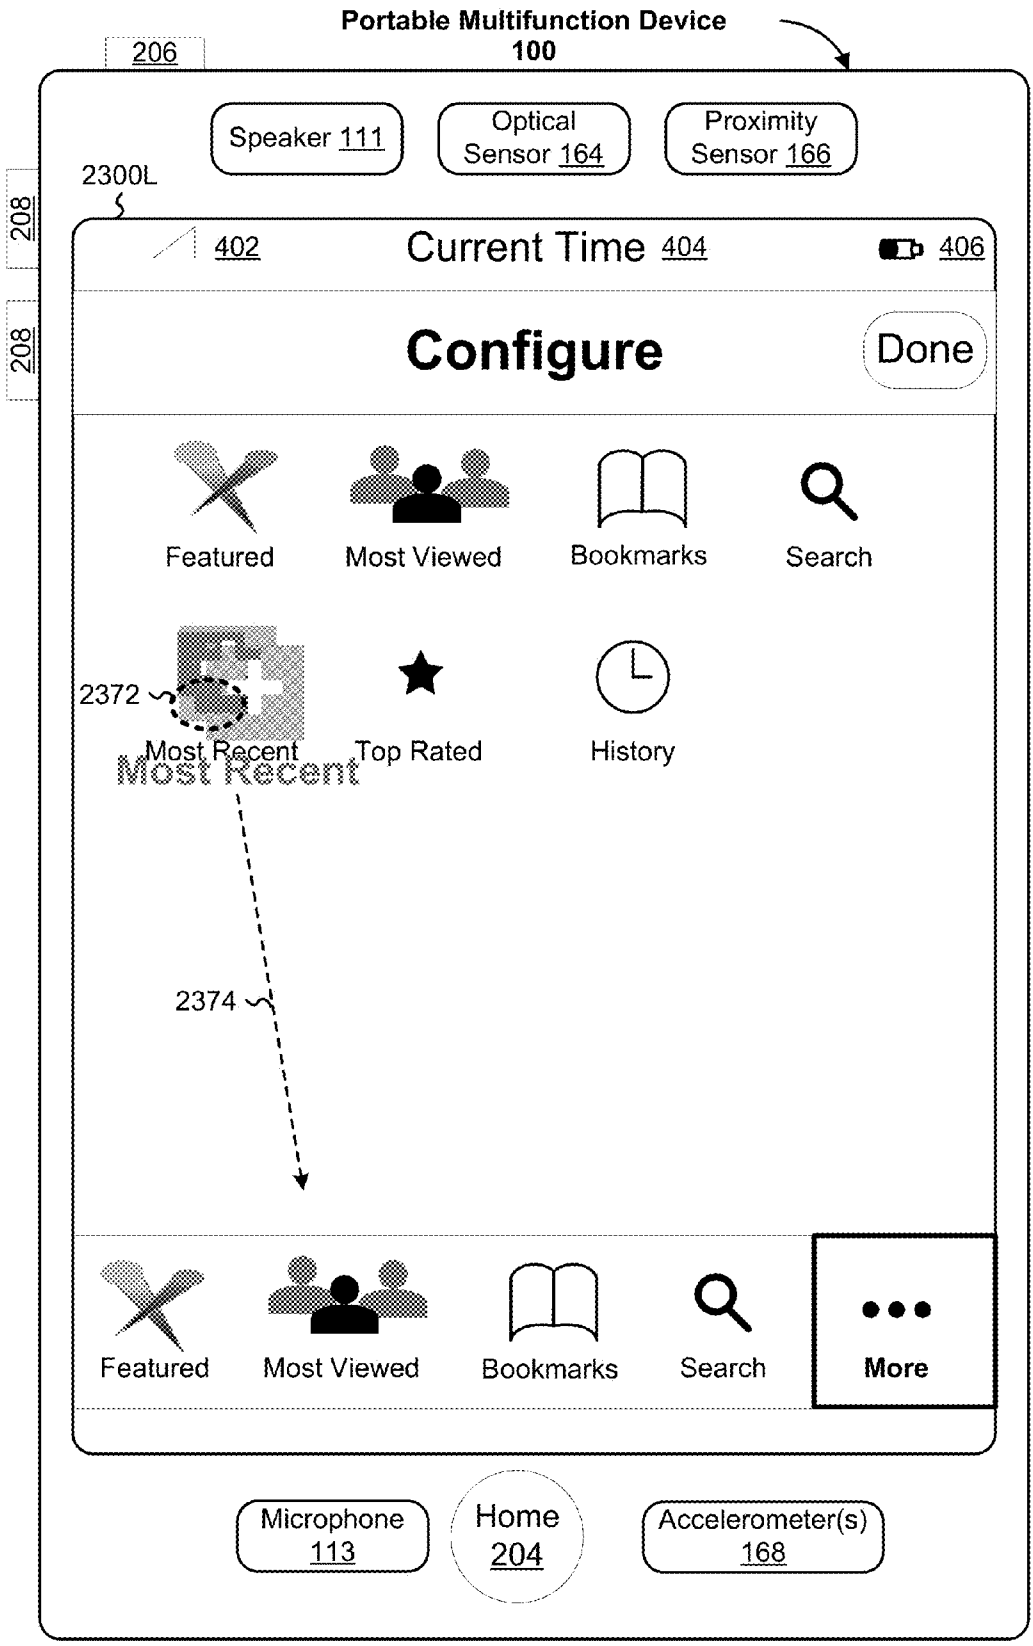 Portable Multifunction Device
100
206
Speaker 111
Optical
Sensor 164
Proximity
Sensor 166
2300L
208
208
402
Current Time 404
406
Configure
Done
Featured
Most Viewed
Bookmarks
Search
2372
Most Recent
Top Rated
History
Most Recent
2374
Featured
Most Viewed
Bookmarks
Search
More
Microphone
113
Home
204
Accelerometer(s)
168